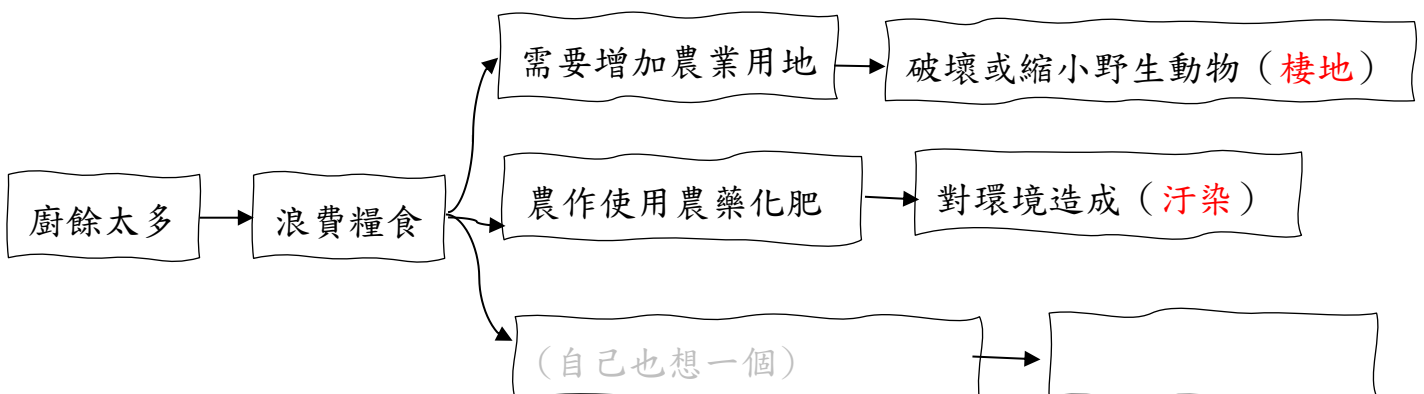 需要增加農業用地
破壞或縮小野生動物（棲地）
廚餘太多
浪費糧食
農作使用農藥化肥
對環境造成（汙染）
（自己也想一個）